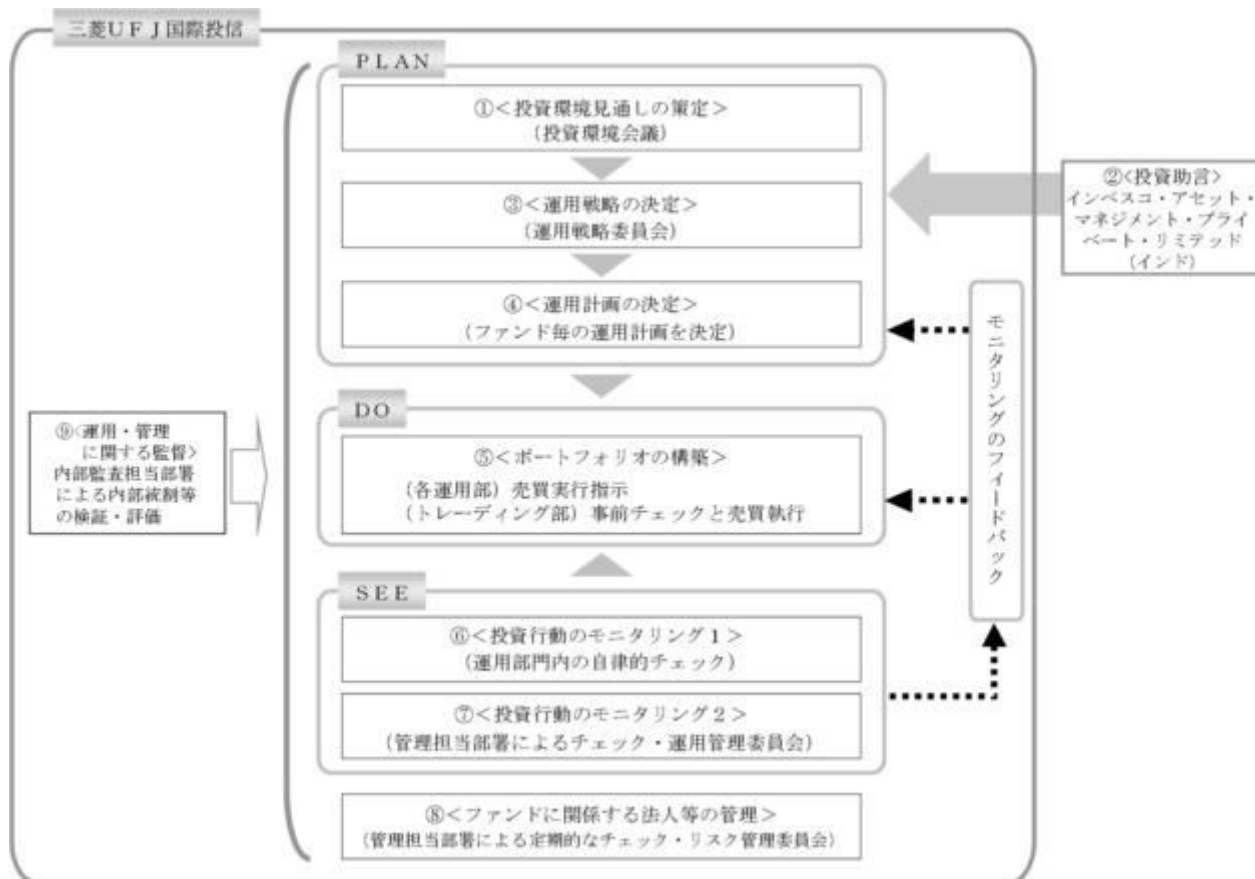 三菱UFJ国際投信
PLAN
①<投資環境見通しの策定>
(投資環境会議)
②<投資助言>
インベスコ・アセット・
マネジメント・プライ
ベート・リミテッド
(インド)
③<運用戦略の決定>
(運用戦略委員会)
④<運用計画の決定>
(ファンド毎の運用計画を決定)
DO
⑤<ポートフォリオの構築>
(各運用部)売買実行指示
(トレーディング部)事前チェックと売買執行
SEE
⑥<投資行動のモニタリング1>
(運用部門内の自律的チェック)
⑦<投資行動のモニタリング2>
(管理担当部署によるチェック・運用管理委員会)
⑧<ファンドに関係する法人等の管理>
(管理担当部署による定期的なチェック・リスク管理委員会)
⑨<運用・管理
に関する監督>
内部監査担当部署
による内部統制等
の検証・評価
モニタリングのフィードバック